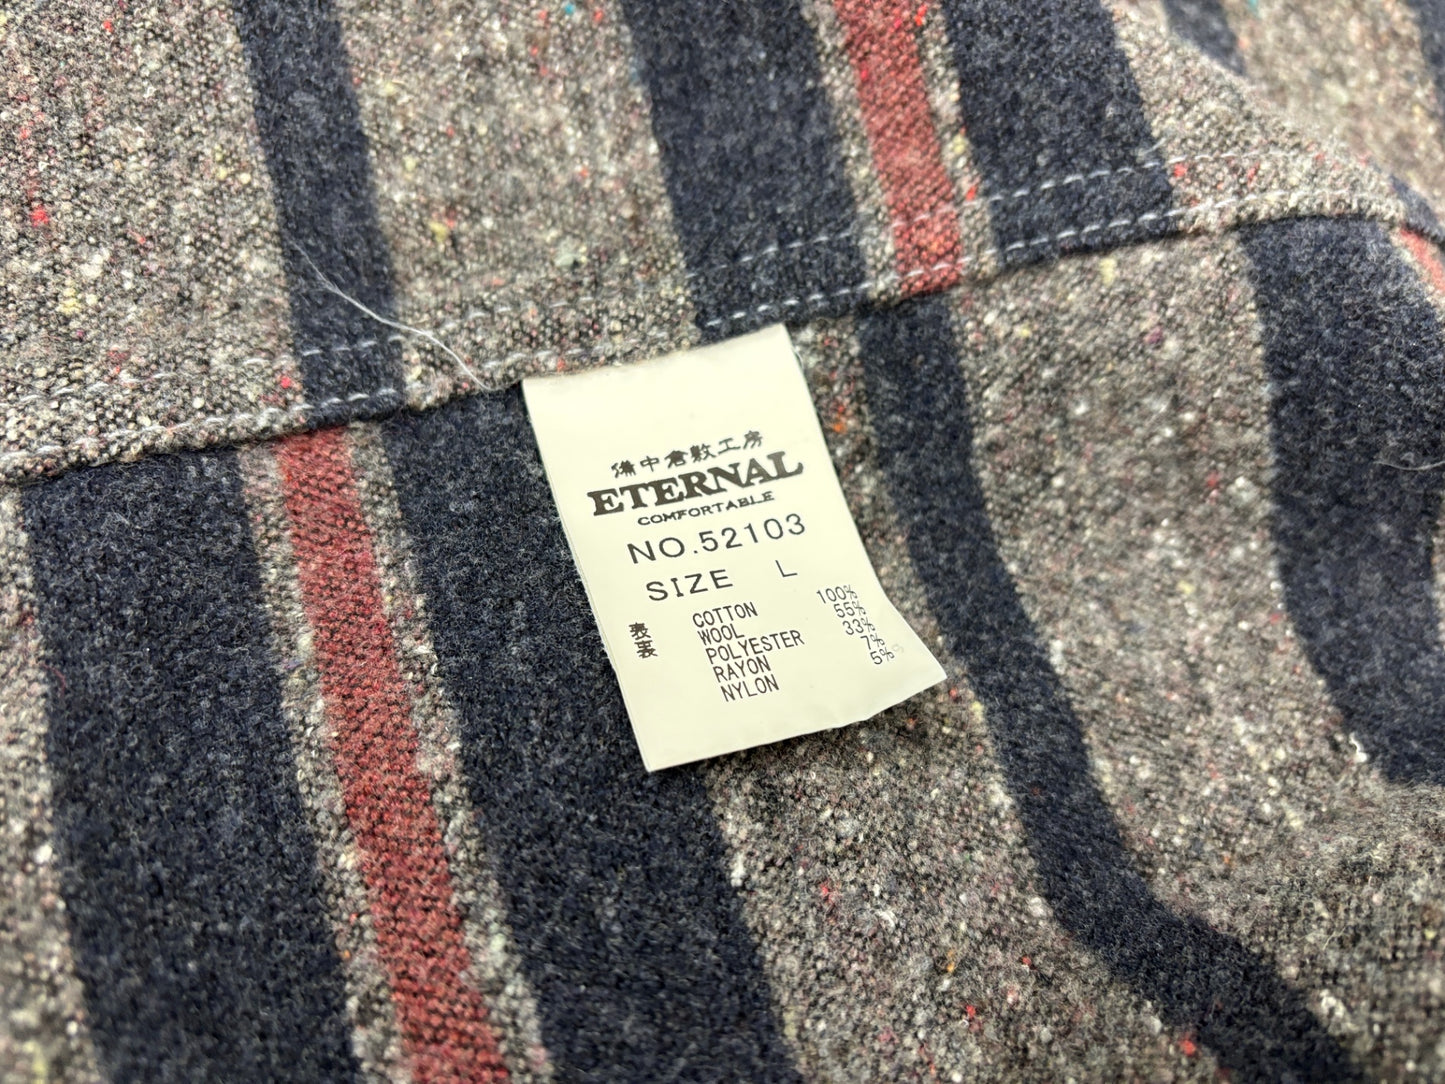 備中倉敷工房
ETERNAL
COMFORTABLE
NO.52103
SIZE L
表 COTTON 100%
裏 WOOL 55%
POLYESTER 33%
RAYON 7%
NYLON 5%